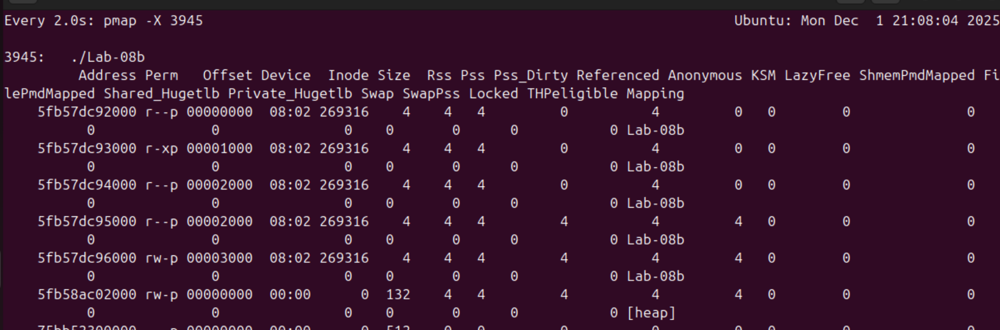 Every 2.0s: pmap -X 3945 Ubuntu: Mon Dec  1 21:08:04 2025
3945:   ./Lab-08b
Address Perm   Offset Device  Inode Size  Rss Pss Pss_Dirty Referenced Anonymous KSM LazyFree ShmemPmdMapped Fi
lePmdMapped Shared_Hugetlb Private_Hugetlb Swap SwapPss Locked THPeligible Mapping
5fb57dc92000 r--p 00000000  08:02 269316    4    4   4         0          4         0   0        0              0
0              0               0    0       0      0           0 Lab-08b
5fb57dc93000 r-xp 00001000  08:02 269316    4    4   4         0          4         0   0        0              0
0              0               0    0       0      0           0 Lab-08b
5fb57dc94000 r--p 00002000  08:02 269316    4    4   4         0          4         0   0        0              0
0              0               0    0       0      0           0 Lab-08b
5fb57dc95000 r--p 00002000  08:02 269316    4    4   4         4          4         4   0        0              0
0              0               0    0       0      0           0 Lab-08b
5fb57dc96000 rw-p 00003000  08:02 269316    4    4   4         4          4         4   0        0              0
0              0               0    0       0      0           0 Lab-08b
5fb58ac02000 rw-p 00000000  00:00      0  132    4   4         4          4         4   0        0              0
0              0               0    0       0      0           0 [heap]